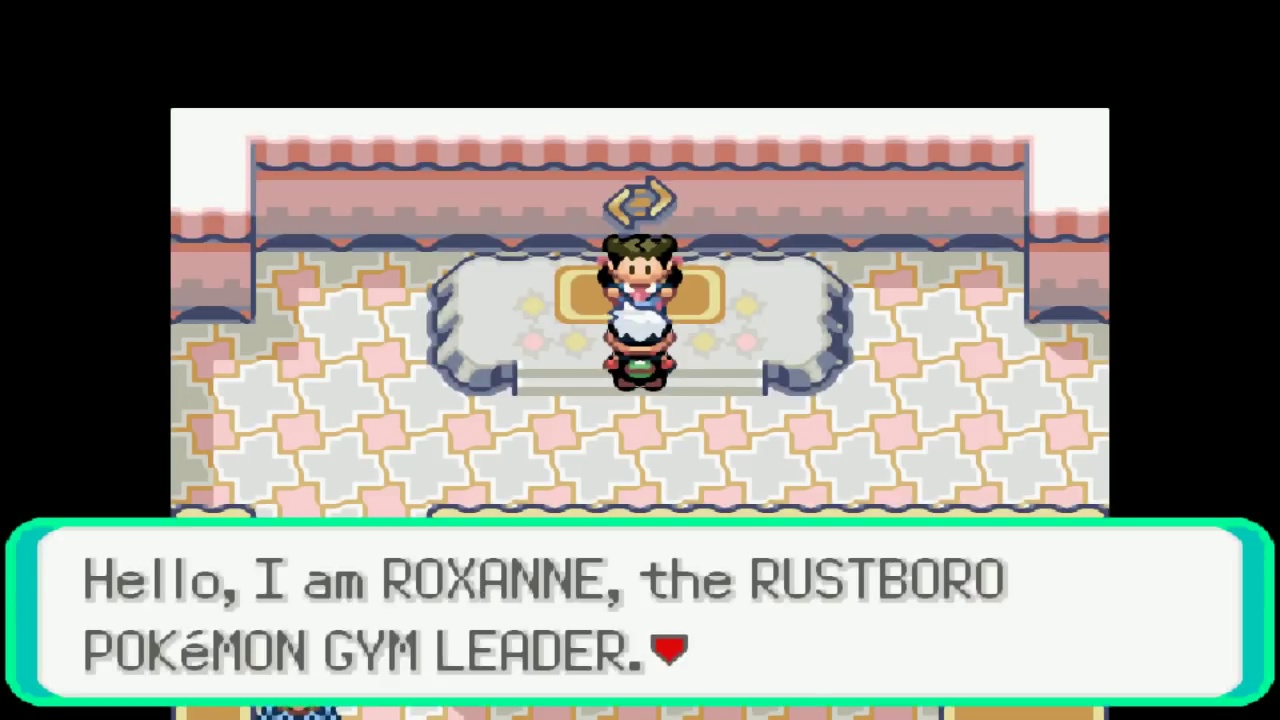 Hello, I am ROXANNE, the RUSTBORO
POKéMON GYM LEADER.